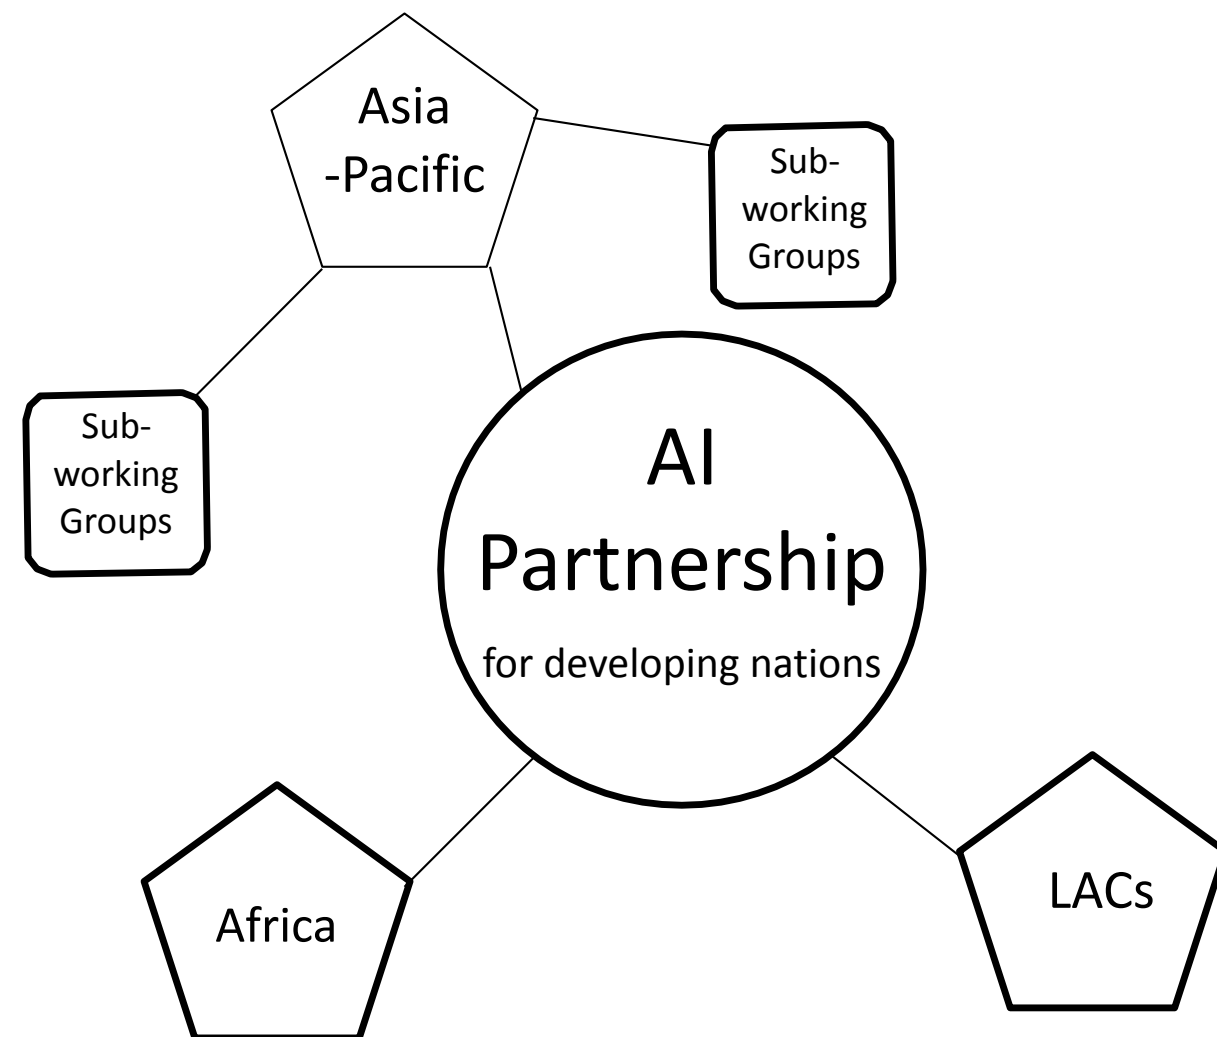 Asia
-Pacific
Sub-
working
Groups
Sub-
working
Groups
AI
Partnership
for developing nations
Africa
LACs